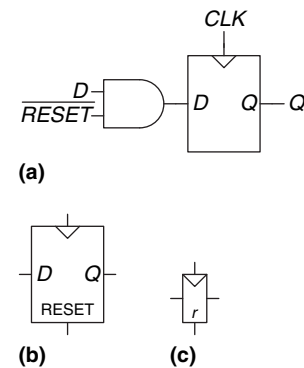 CLK
D
RESET
D Q Q
(a)
D Q
RESET
r
(b) (c)